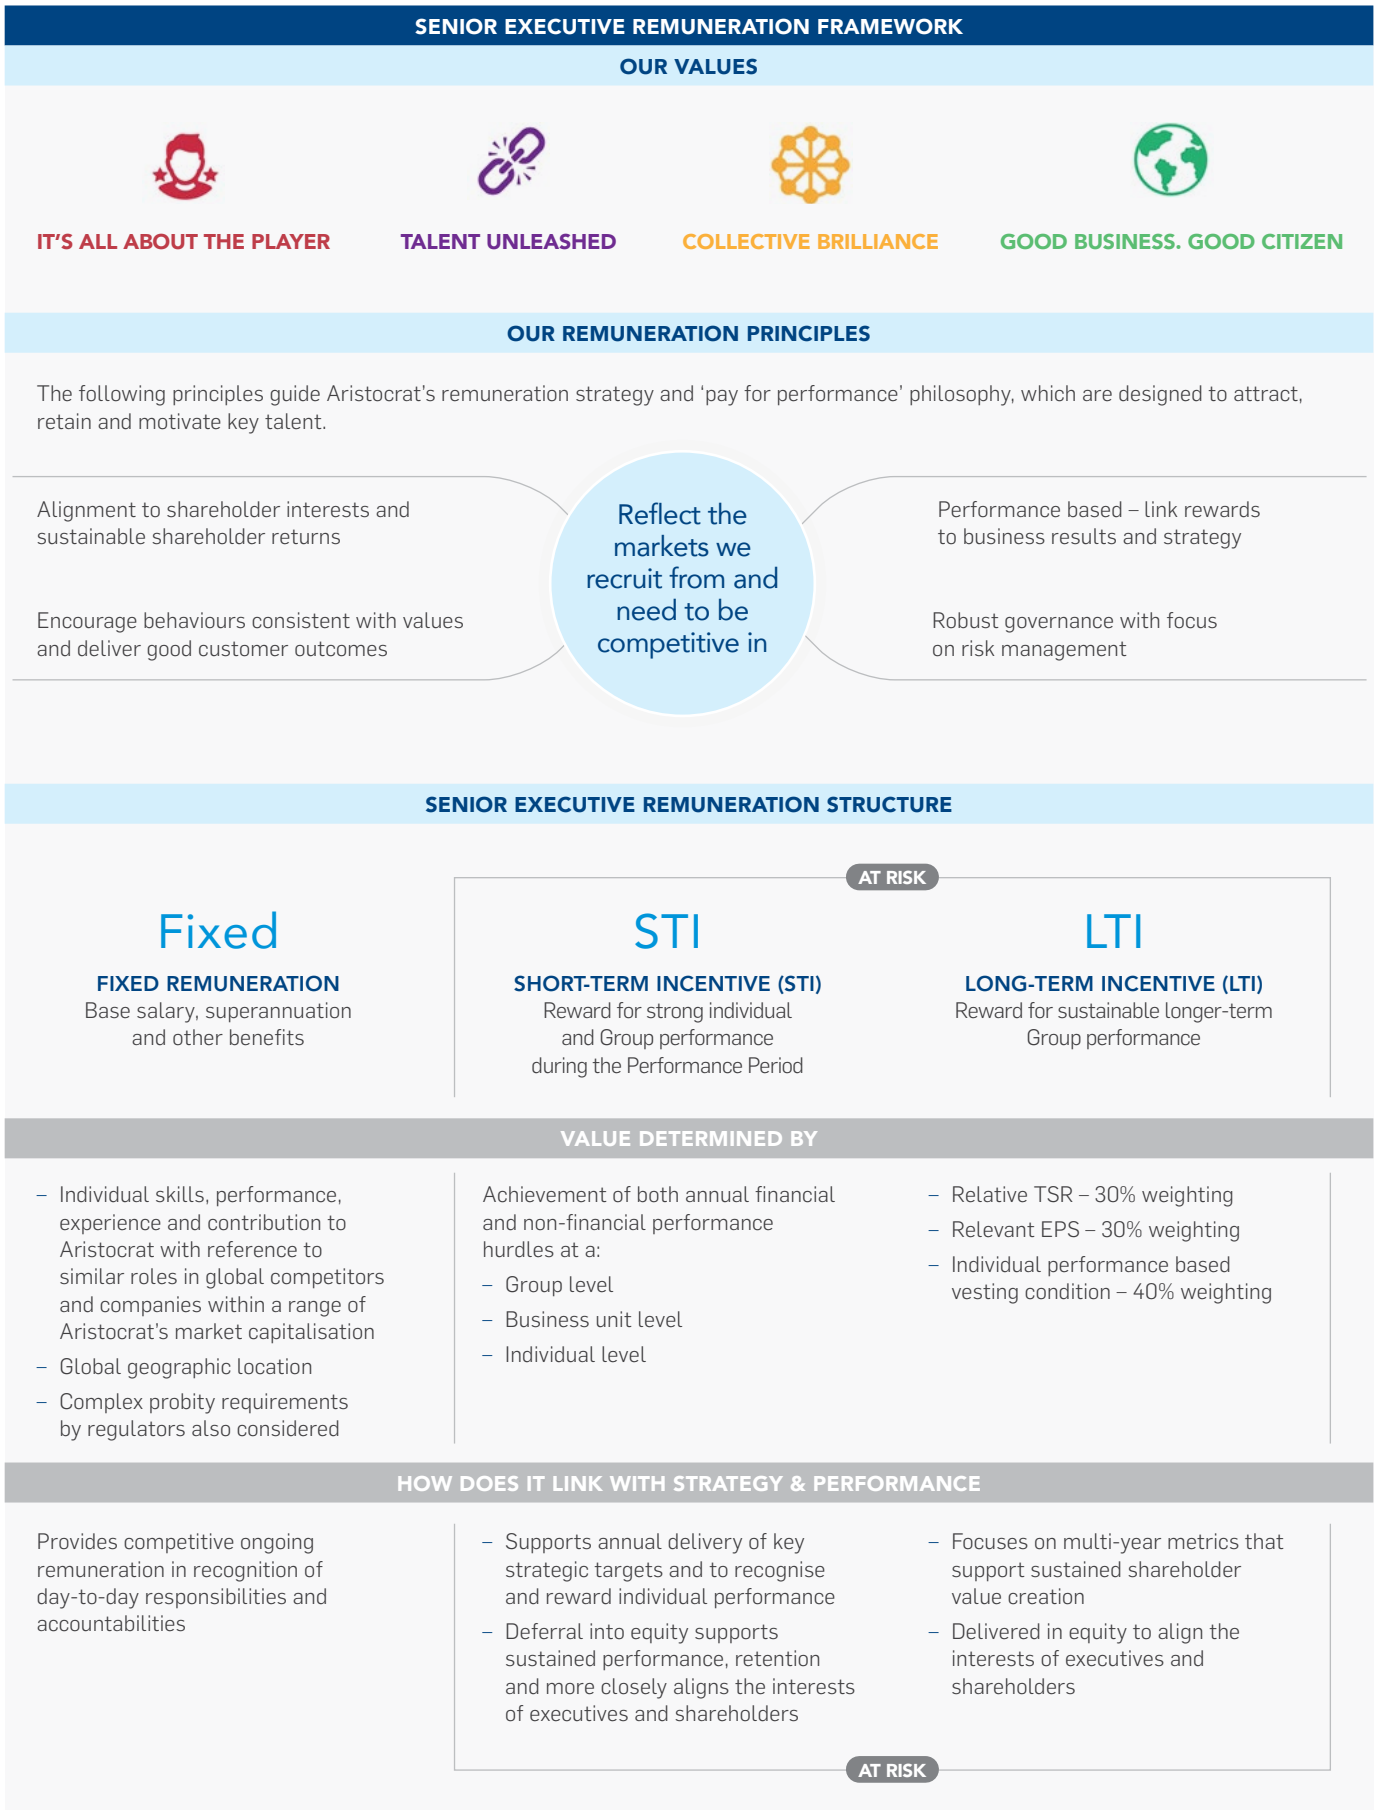 SENIOR EXECUTIVE REMUNERATION FRAMEWORK
OUR VALUES
IT'S ALL ABOUT THE PLAYER
TALENT UNLEASHED
COLLECTIVE BRILLIANCE
GOOD BUSINESS. GOOD CITIZEN
OUR REMUNERATION PRINCIPLES
The following principles guide Aristocrat's remuneration strategy and 'pay for performance' philosophy, which are designed to attract,
retain and motivate key talent.
Alignment to shareholder interests and
sustainable shareholder returns
Encourage behaviours consistent with values
and deliver good customer outcomes
Reflect the
markets we
recruit from and
need to be
competitive in
Performance based – link rewards
to business results and strategy
Robust governance with focus
on risk management
SENIOR EXECUTIVE REMUNERATION STRUCTURE
AT RISK
Fixed
FIXED REMUNERATION
Base salary, superannuation
and other benefits
STI
SHORT-TERM INCENTIVE (STI)
Reward for strong individual
and Group performance
during the Performance Period
LTI
LONG-TERM INCENTIVE (LTI)
Reward for sustainable longer-term
Group performance
VALUE DETERMINED BY
– Individual skills, performance,
experience and contribution to
Aristocrat with reference to
similar roles in global competitors
and companies within a range of
Aristocrat's market capitalisation
– Global geographic location
– Complex probity requirements
by regulators also considered
Achievement of both annual financial
and non-financial performance
hurdles at a:
– Group level
– Business unit level
– Individual level
– Relative TSR – 30% weighting
– Relevant EPS – 30% weighting
– Individual performance based
vesting condition – 40% weighting
HOW DOES IT LINK WITH STRATEGY & PERFORMANCE
Provides competitive ongoing
remuneration in recognition of
day-to-day responsibilities and
accountabilities
– Supports annual delivery of key
strategic targets and to recognise
and reward individual performance
– Deferral into equity supports
sustained performance, retention
and more closely aligns the interests
of executives and shareholders
– Focuses on multi-year metrics that
support sustained shareholder
value creation
– Delivered in equity to align the
interests of executives and
shareholders
AT RISK